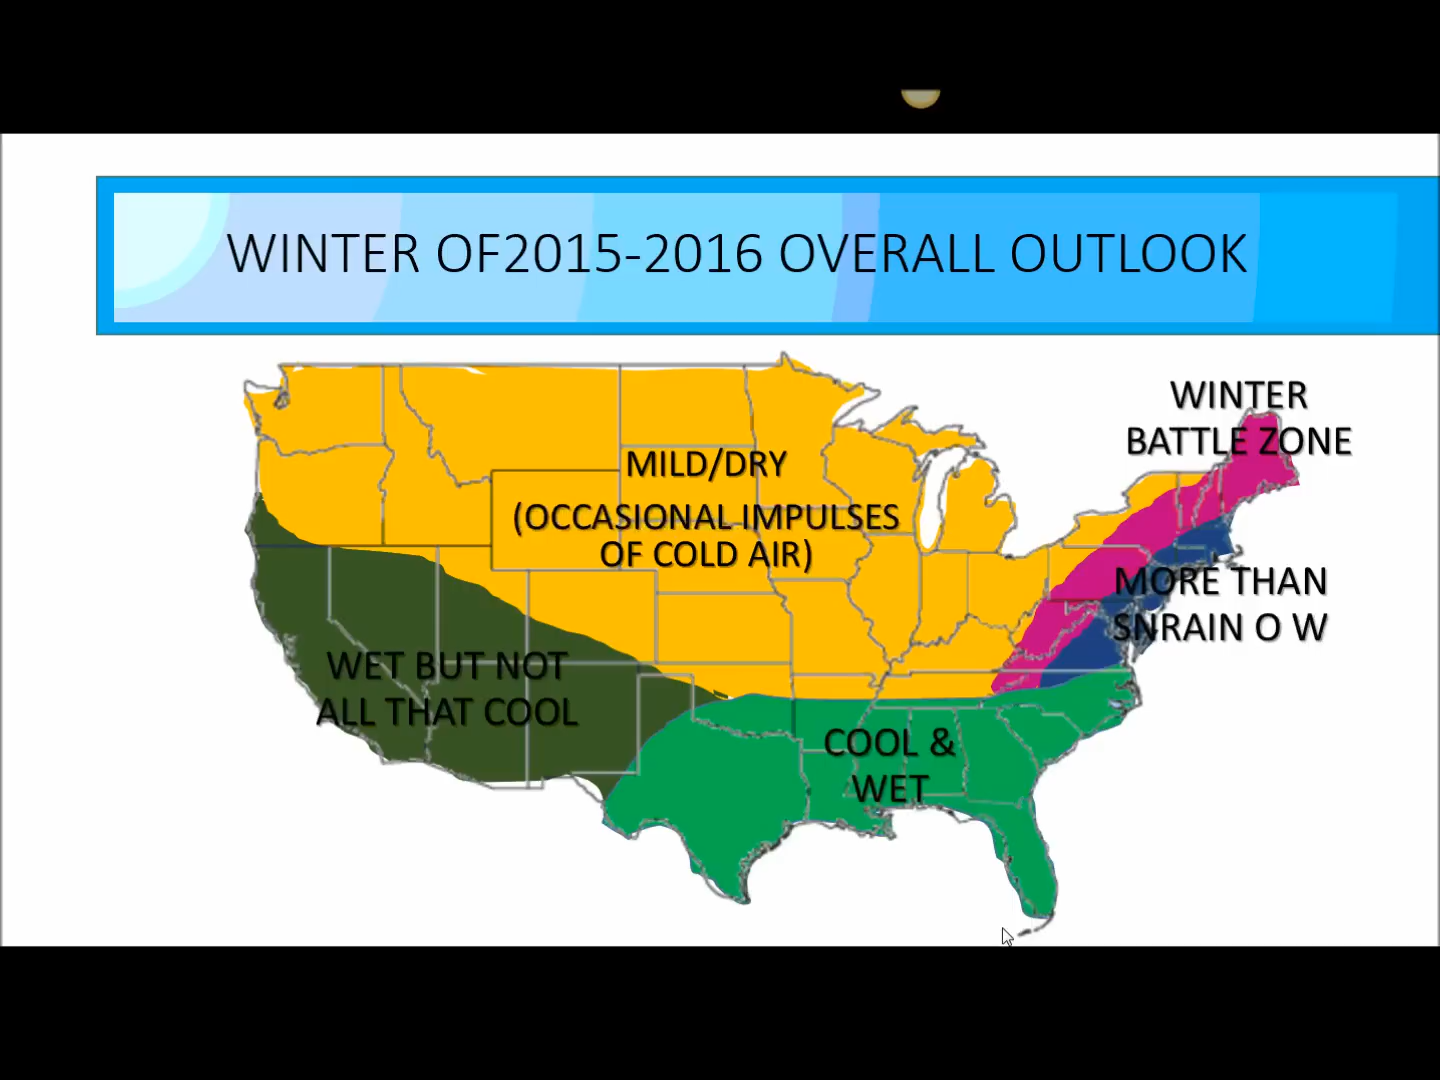 WINTER OF2015-2016 OVERALL OUTLOOK
WINTER
BATTLE ZONE
MILD/DRY
(OCCASIONAL IMPULSES
OF COLD AIR)
MORE THAN
SNRAIN O W
WET BUT NOT
ALL THAT COOL
COOL &
WET